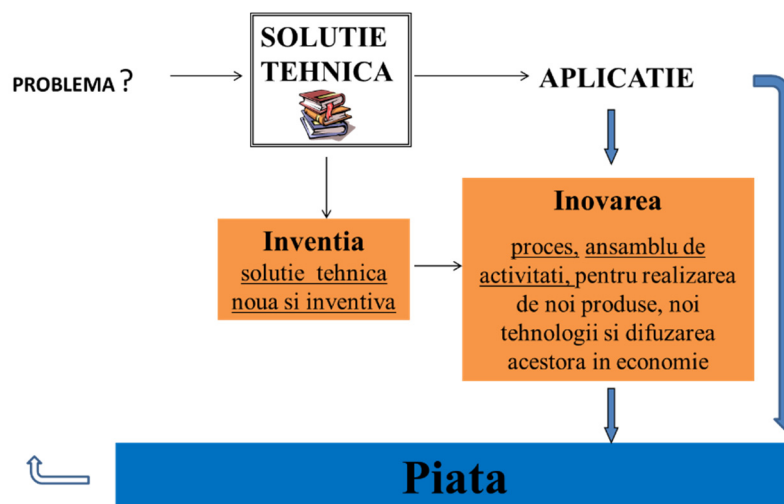 PROBLEMA ?
SOLUTIE
TEHNICA
APLICATIE
Inventia
solutie tehnica
noua si inventiva
Inovarea
proces, ansamblu de
activitati, pentru realizarea
de noi produse, noi
tehnologii si difuzarea
acestora in economie
Piata